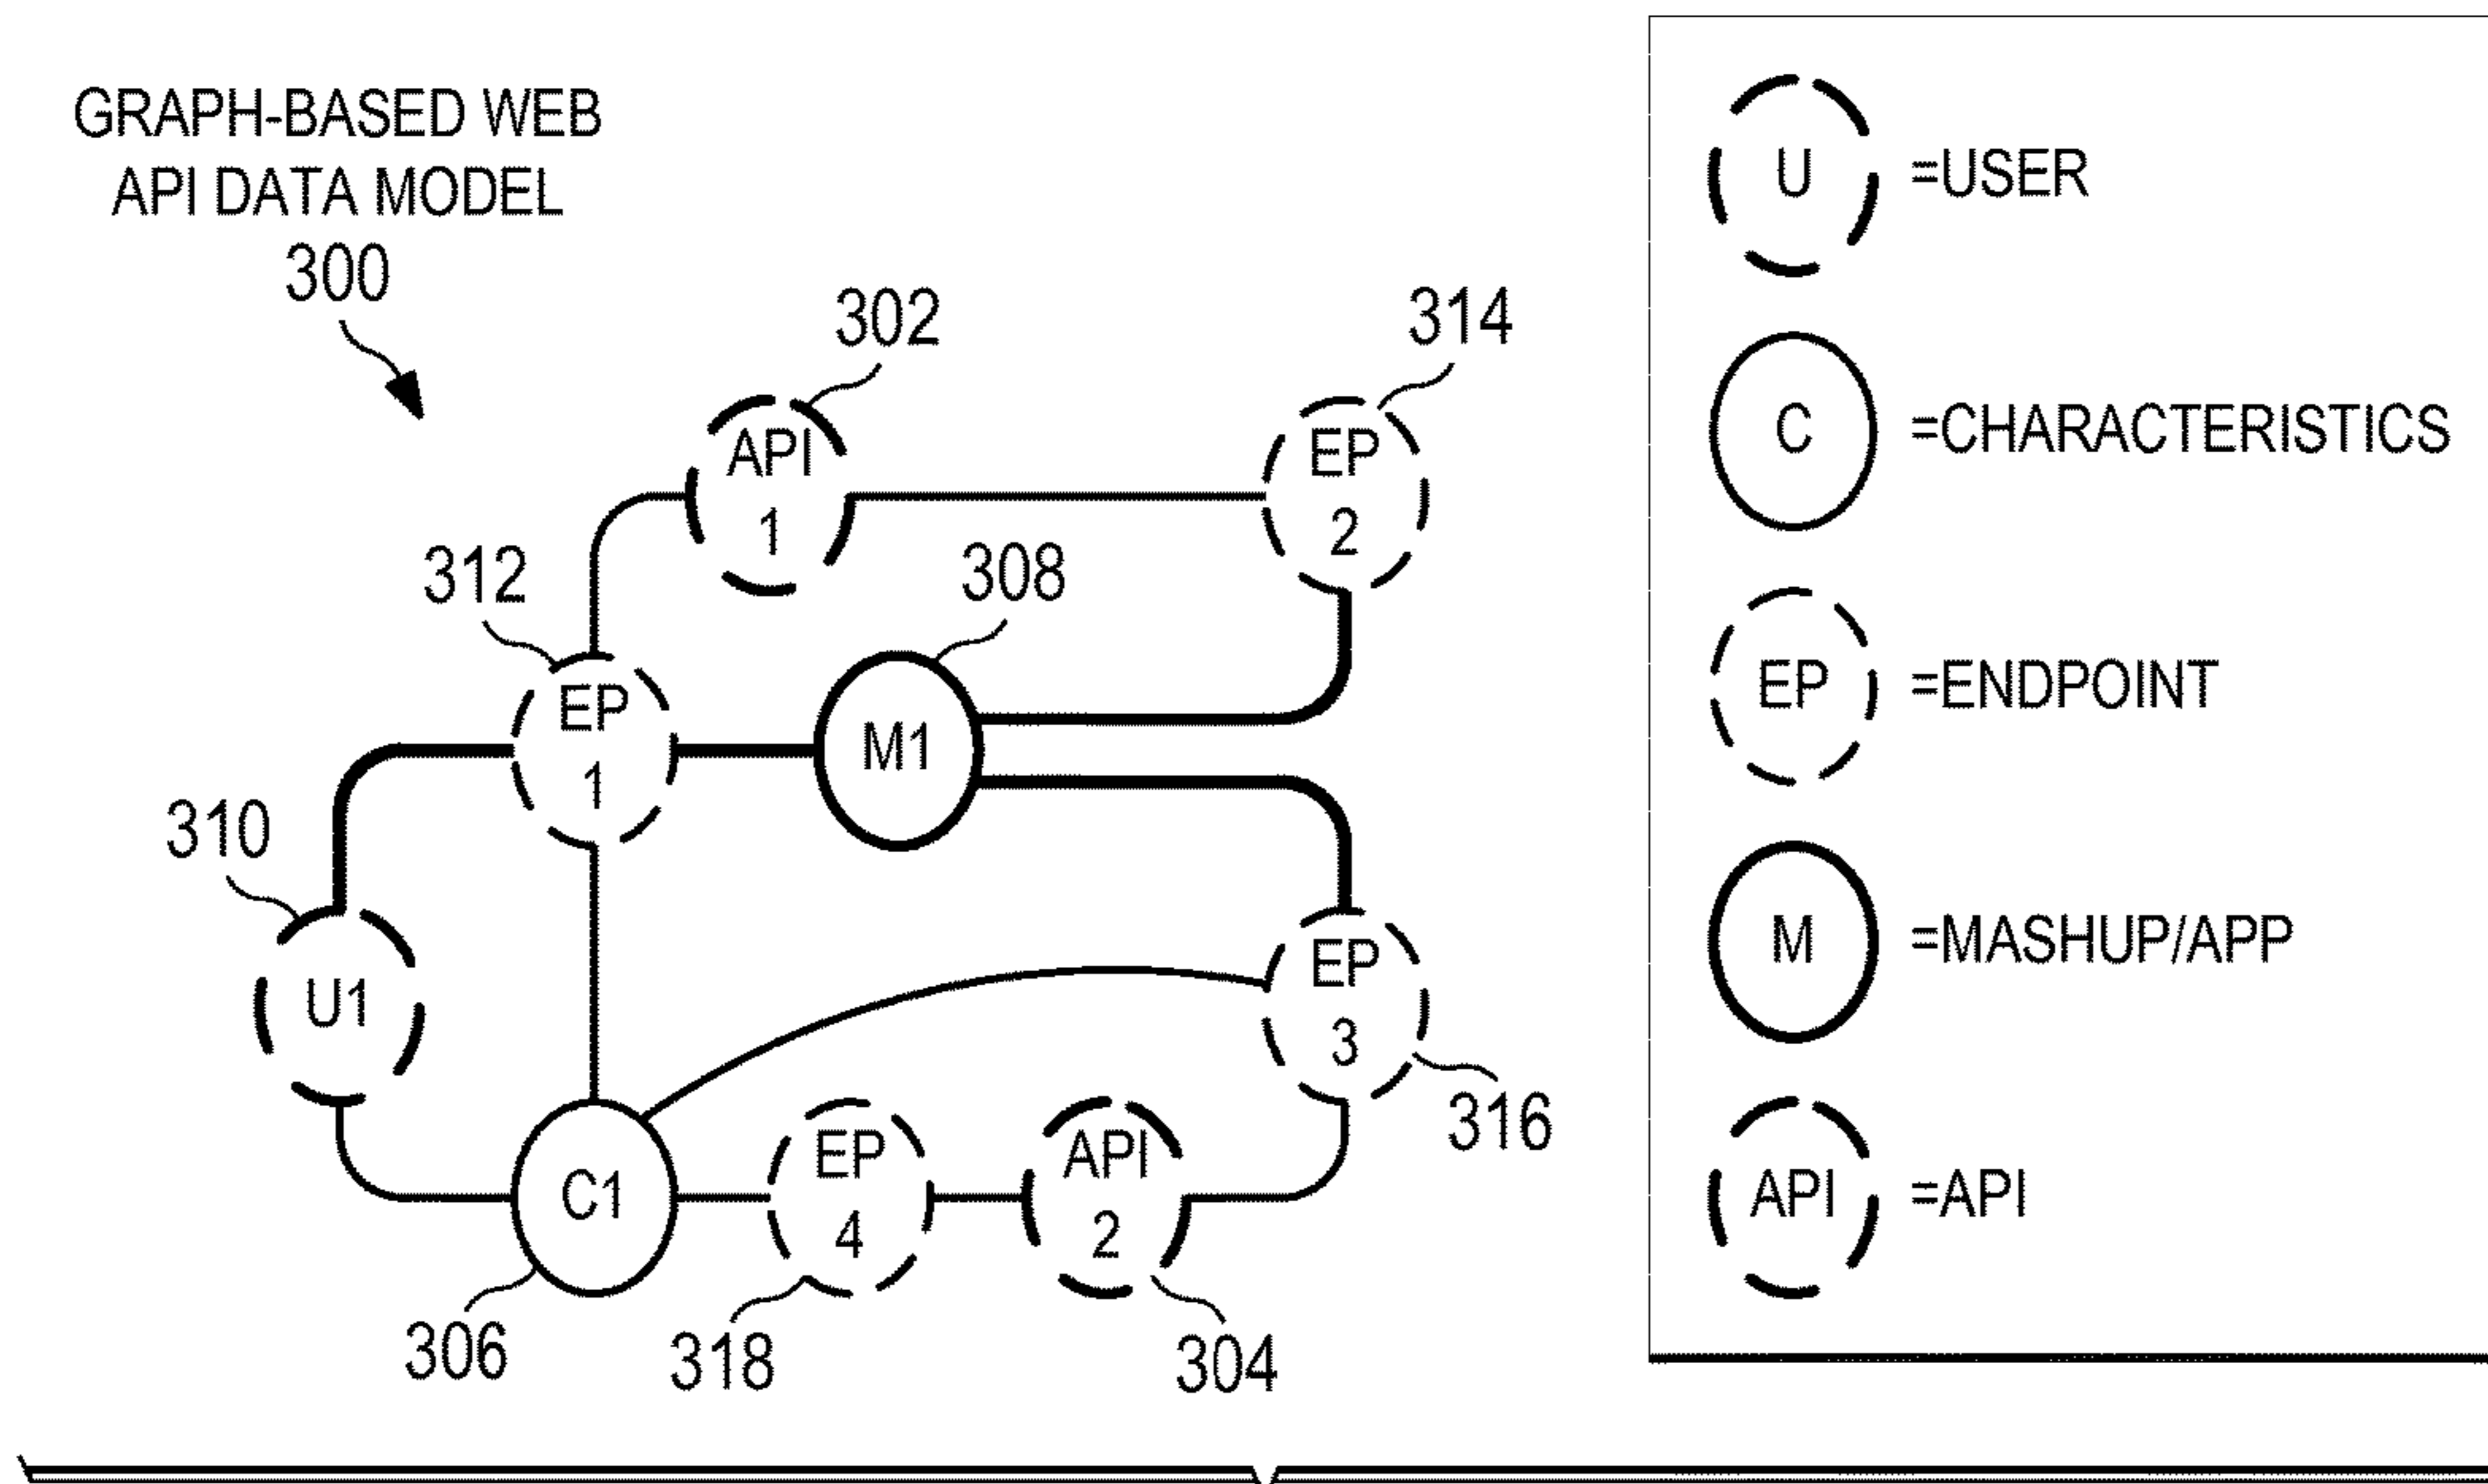 GRAPH-BASED WEB
API DATA MODEL
300
302
314
API
1
EP
2
312
308
EP
1
M1
310
U1
EP
3
316
C1
EP
4
API
2
306
318
304
U =USER
C =CHARACTERISTICS
EP =ENDPOINT
M =MASHUP/APP
API =API